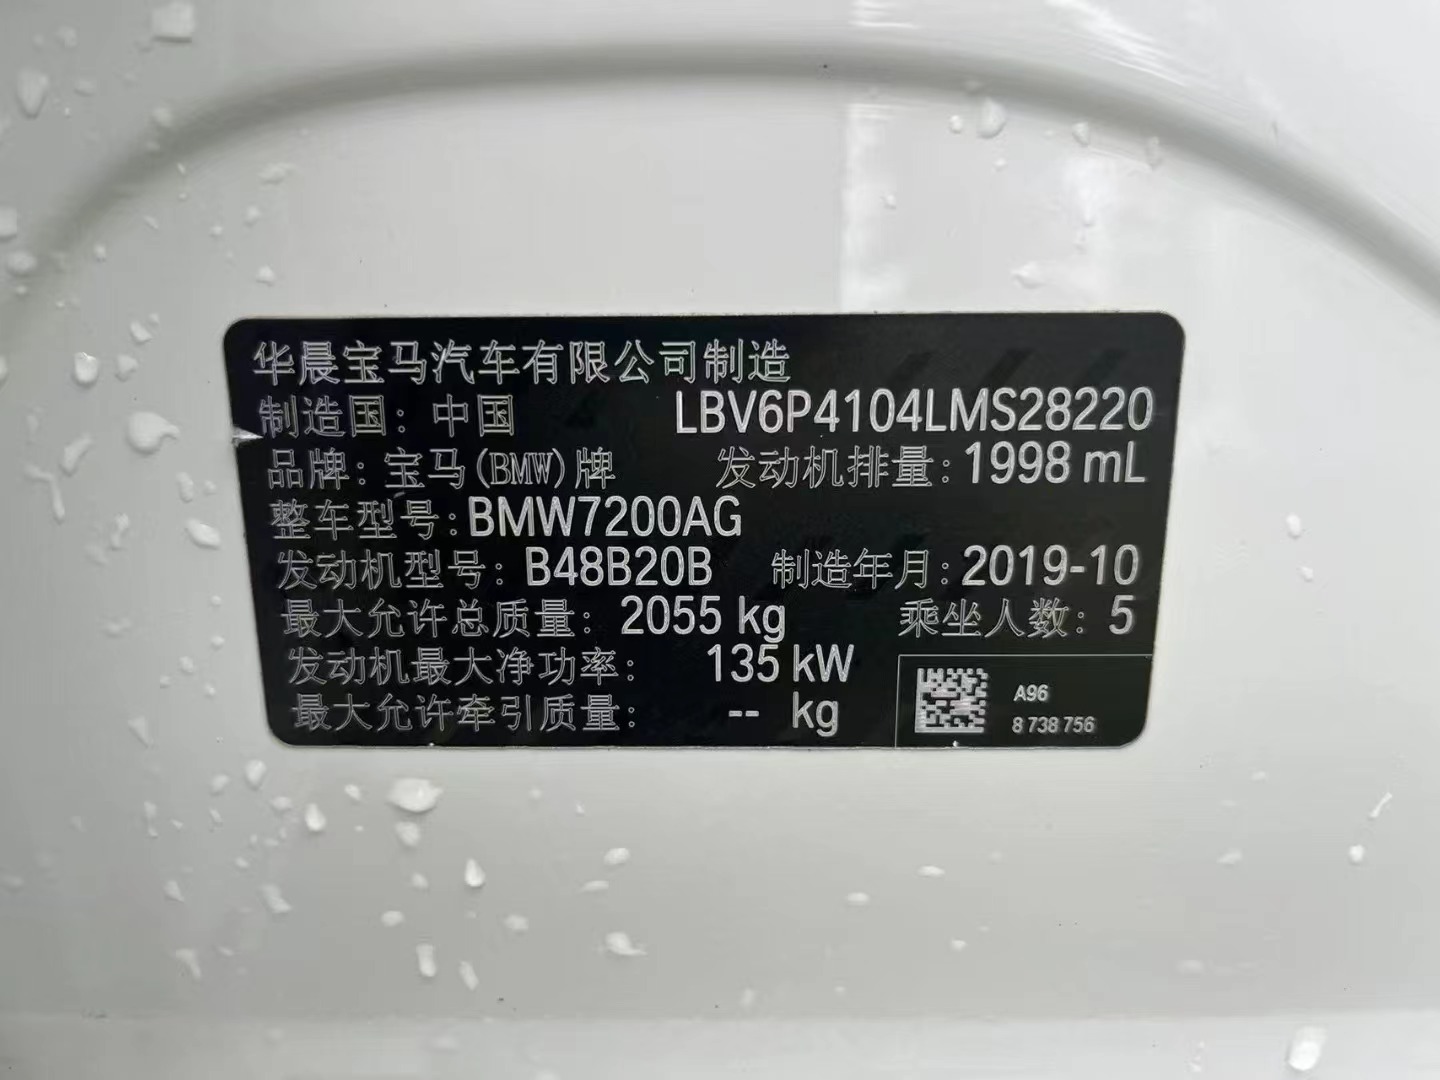 华晨宝马汽车有限公司制造
制造国：中国 LBV6P4104LMS28220
品牌：宝马(BMW)牌 发动机排量：1998 mL
整车型号：BMW7200AG
发动机型号：B48B20B 制造年月：2019-10
最大允许总质量：2055 kg 乘坐人数：5
发动机最大净功率：135 kW
最大允许牵引质量：-- kg
A96
8 738 756